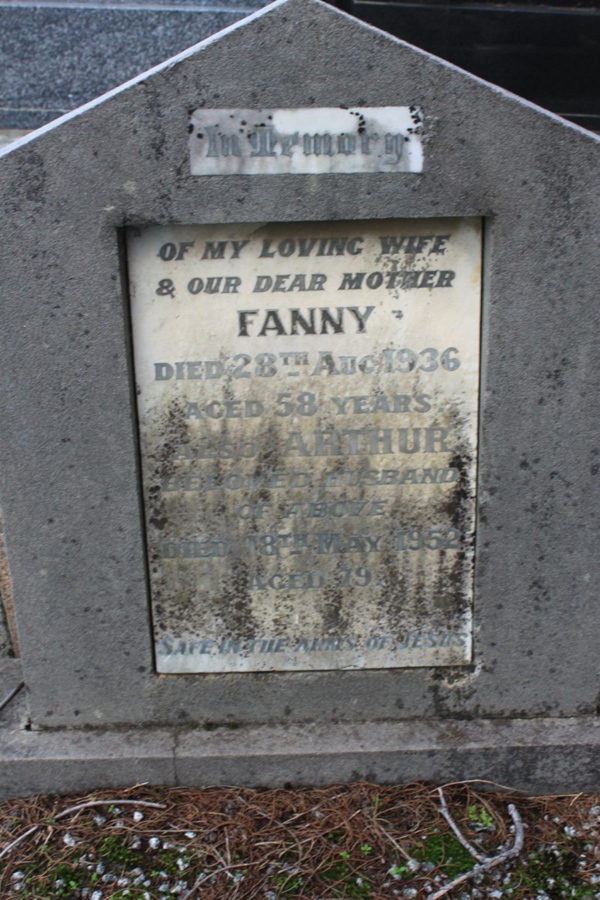 In Memory
OF MY LOVING WIFE
& OUR DEAR MOTHER
FANNY
DIED 28TH AUG. 1936
AGED 58 YEARS
ALSO ARTHUR
BELOVED HUSBAND
OF ABOVE
DIED 18TH MAY 1952
AGED 79.
SAFE IN THE ARMS OF JESUS